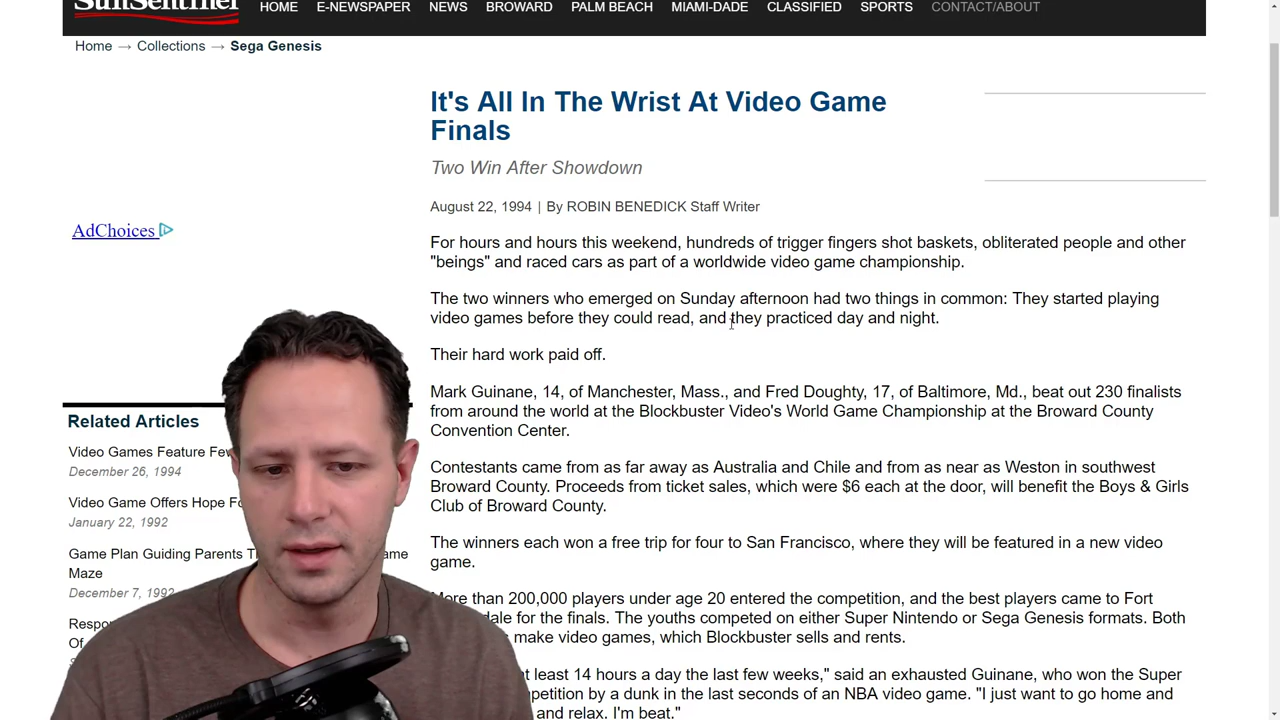 SunSentinel
HOME E-NEWSPAPER NEWS BROWARD PALM BEACH MIAMI-DADE CLASSIFIED SPORTS CONTACT/ABOUT
Home → Collections → Sega Genesis
It's All In The Wrist At Video Game
Finals
Two Win After Showdown
August 22, 1994 | By ROBIN BENEDICK Staff Writer
For hours and hours this weekend, hundreds of trigger fingers shot baskets, obliterated people and other
"beings" and raced cars as part of a worldwide video game championship.
The two winners who emerged on Sunday afternoon had two things in common: They started playing
video games before they could read, and they practiced day and night.
Their hard work paid off.
Mark Guinane, 14, of Manchester, Mass., and Fred Doughty, 17, of Baltimore, Md., beat out 230 finalists
from around the world at the Blockbuster Video's World Game Championship at the Broward County
Convention Center.
Contestants came from as far away as Australia and Chile and from as near as Weston in southwest
Broward County. Proceeds from ticket sales, which were $6 each at the door, will benefit the Boys & Girls
Club of Broward County.
The winners each won a free trip for four to San Francisco, where they will be featured in a new video
game.
More than 200,000 players under age 20 entered the competition, and the best players came to Fort
for the finals. The youths competed on either Super Nintendo or Sega Genesis formats. Both
make video games, which Blockbuster sells and rents.
at least 14 hours a day the last few weeks," said an exhausted Guinane, who won the Super
by a dunk in the last seconds of an NBA video game. "I just want to go home and
and relax. I'm beat."
AdChoices
Related Articles
Video Games Feature
December 26, 1994
Video Game Offers Hope
January 22, 1992
Game Plan Guiding Parents
Maze
December 7, 1992
Of